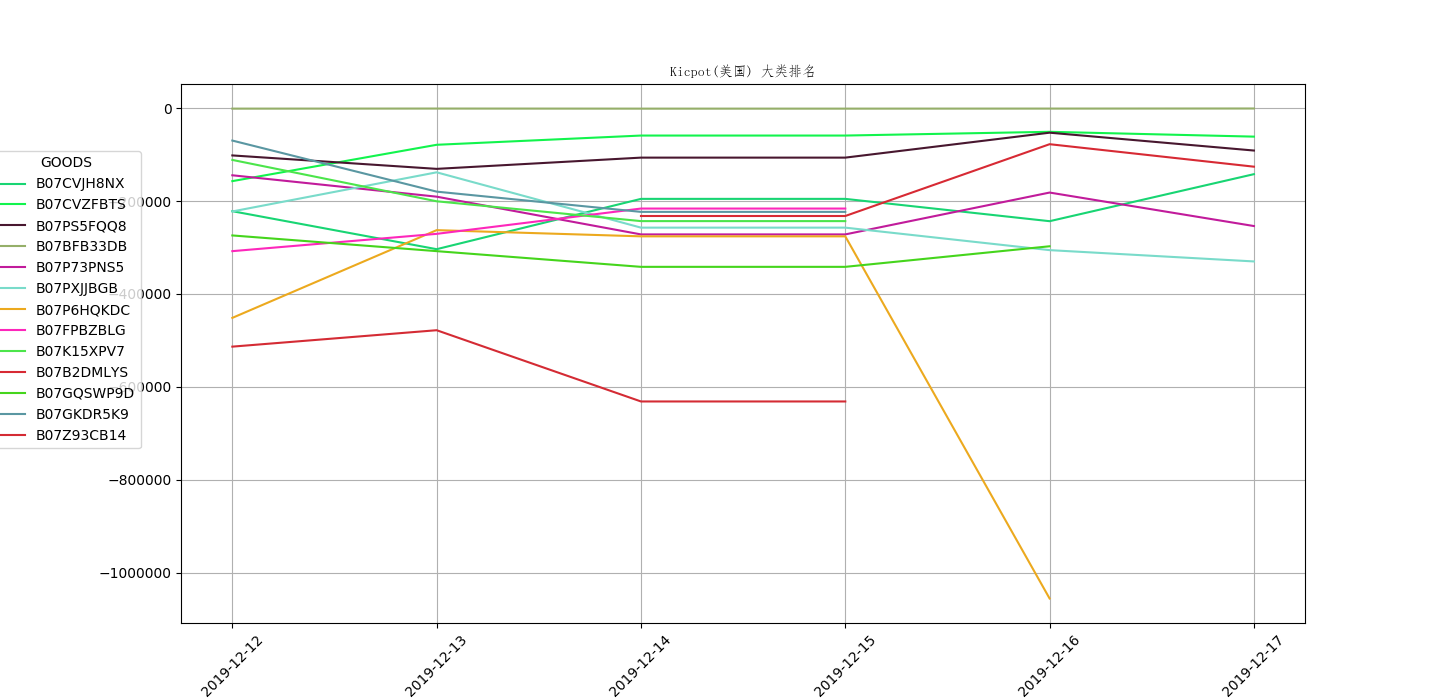 Kicpot(美国) 大类排名
GOODS
B07CVJH8NX
B07CVZFBTS
B07PS5FQQ8
B07BFB33DB
B07P73PNS5
B07PXJJBGB
B07P6HQKDC
B07FPBZBLG
B07K15XPV7
B07B2DMLYS
B07GQSWP9D
B07GKDR5K9
B07Z93CB14
0
−200000
−400000
−600000
−800000
−1000000
2019-12-12
2019-12-13
2019-12-14
2019-12-15
2019-12-16
2019-12-17